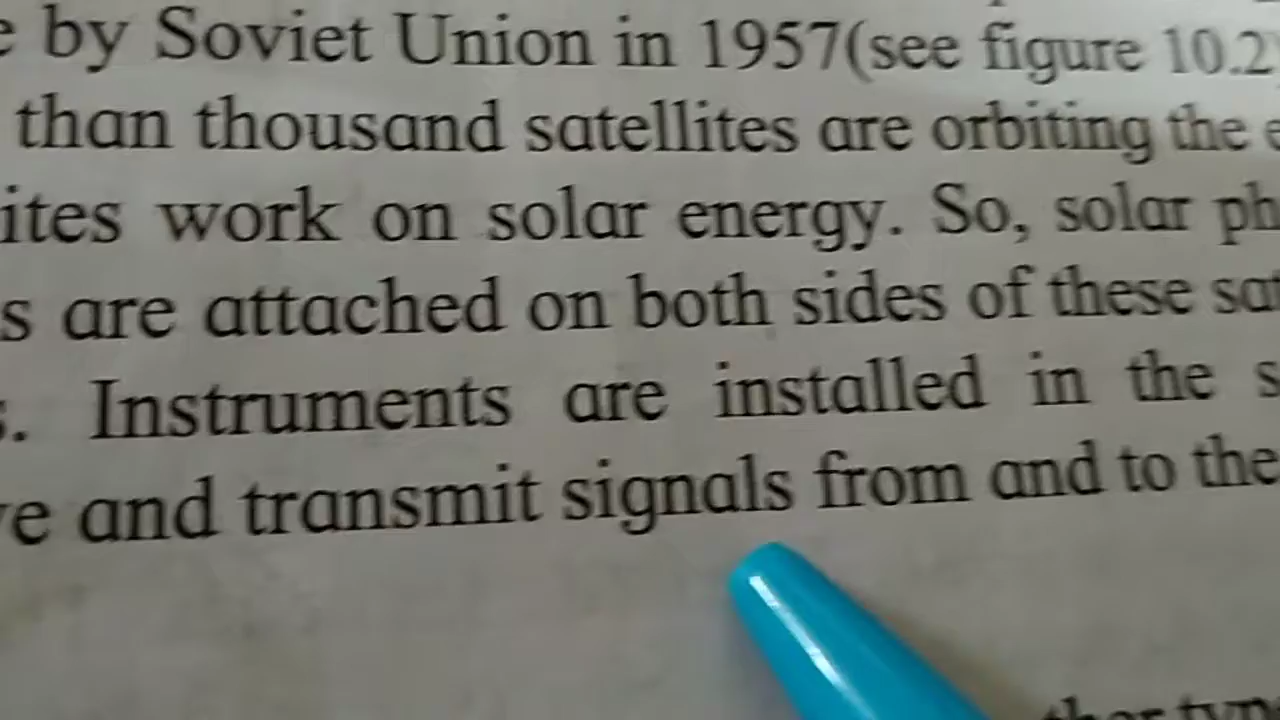 by Soviet Union in 1957(see figure 10.2
than thousand satellites are orbiting the
work on solar energy. So, solar
are attached on both sides of these
Instruments are installed in the
and transmit signals from and to the